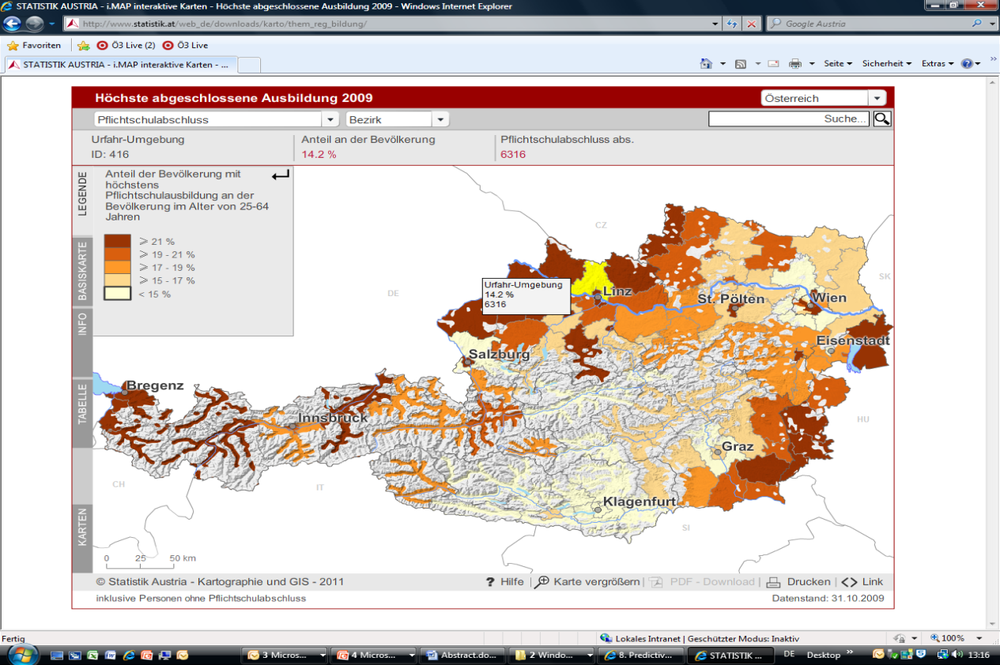 STATISTIK AUSTRIA - i.MAP interaktive Karten - Höchste abgeschlossene Ausbildung 2009 - Windows Internet Explorer
http://www.statistik.at/web_de/downloads/karto/them_reg_bildung/
Google Austria
Favoriten Ö3 Live (2) Ö3 Live
STATISTIK AUSTRIA - i.MAP interaktive Karten - ...
Seite Sicherheit Extras
Höchste abgeschlossene Ausbildung 2009
Österreich
Pflichtschulabschluss
Bezirk
Suche...
Urfahr-Umgebung Anteil an der Bevölkerung Pflichtschulabschluss abs.
ID: 416 14.2 % 6316
LEGENDE
BASISKARTE
INFO
TABELLE
KARTEN
Anteil der Bevölkerung mit
höchstens
Pflichtschulausbildung an der
Bevölkerung im Alter von 25-64
Jahren
⩾ 21 %
⩾ 19 - 21 %
⩾ 17 - 19 %
⩾ 15 - 17 %
< 15 %
CZ
SK
DE
Urfahr-Umgebung
14.2 %
6316
Linz
St. Pölten
Wien
Eisenstadt
Salzburg
Bregenz
Innsbruck
HU
Graz
CH
IT
Klagenfurt
SI
0 25 50 km
© Statistik Austria - Kartographie und GIS - 2011
? Hilfe | Karte vergrößern | PDF - Download | Drucken | <> Link
inklusive Personen ohne Pflichtschulabschluss
Datenstand: 31.10.2009
Fertig
Lokales Intranet | Geschützter Modus: Inaktiv
100%
3 Micros... 4 Micros... Abstract.do... 2 Windo... 8. Predictiv... STATISTIK ... DE Desktop » 13:16